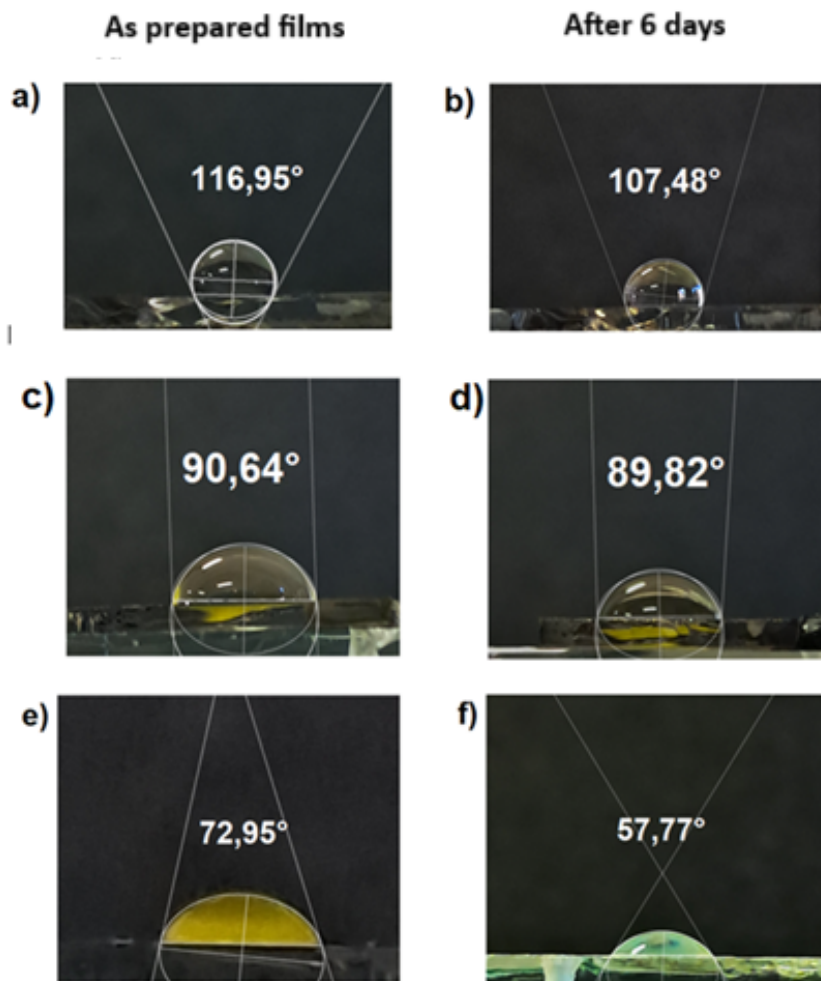 As prepared films
After 6 days
a)
b)
116,95°
107,48°
c)
d)
90,64°
89,82°
e)
f)
72,95°
57,77°